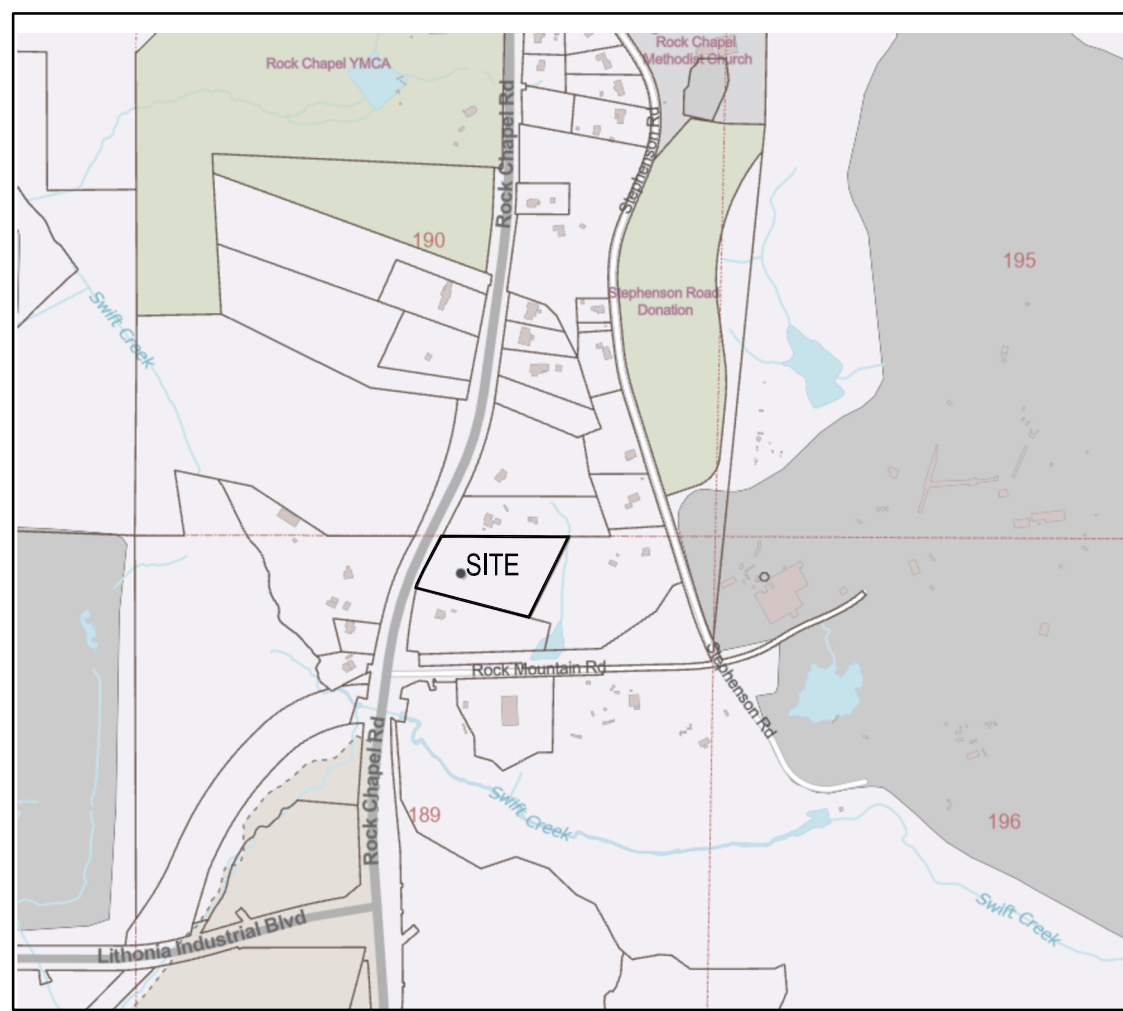 Rock Chapel
Methodist Church
Rock Chapel YMCA
Rock Chapel Rd
Stephenson Rd
190
195
Stephenson Road
Donation
Swift Creek
SITE
Rock Mountain Rd
Stephenson Rd
Rock Chapel Rd
189
Swift Creek
196
Swift Creek
Lithonia Industrial Blvd